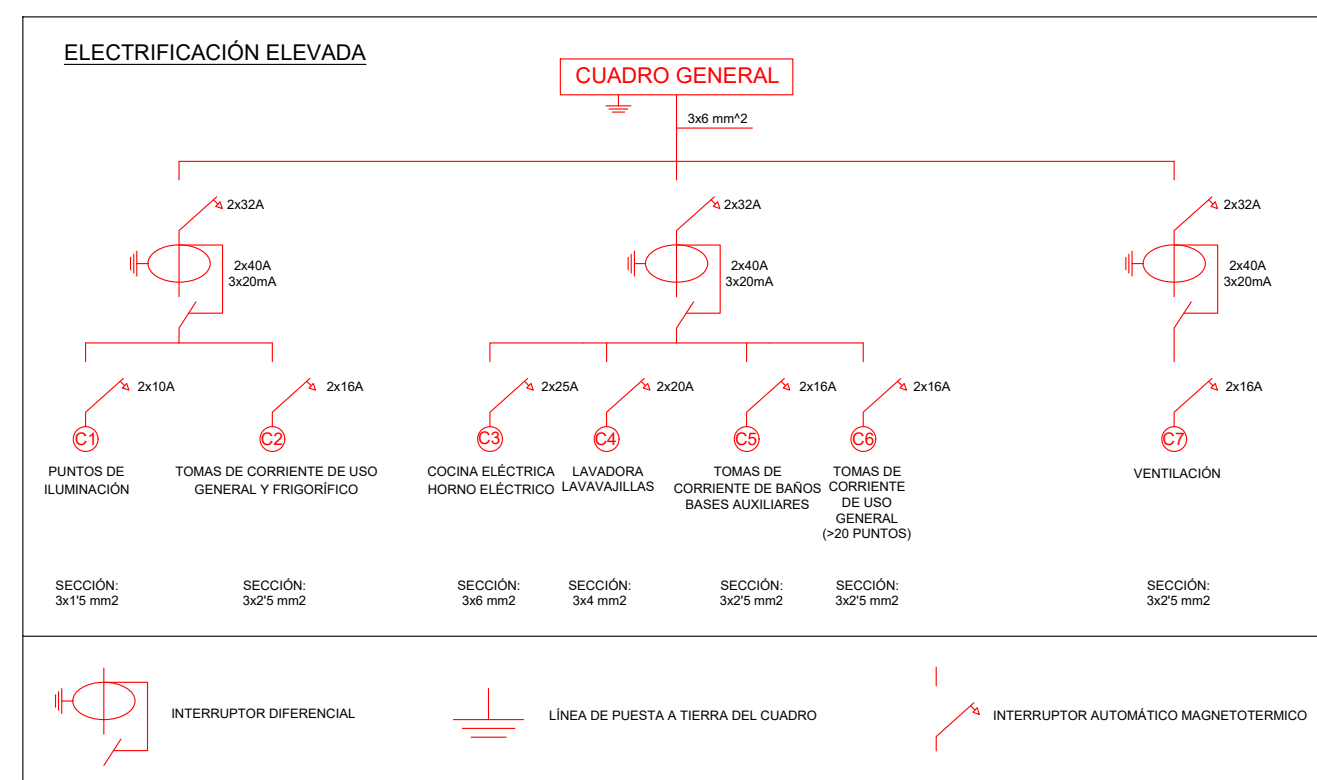 ELECTRIFICACIÓN ELEVADA
CUADRO GENERAL
3x6 mm^2
2x32A
2x32A
2x32A
2x40A
3x20mA
2x40A
3x20mA
2x40A
3x20mA
2x10A
2x16A
2x25A
2x20A
2x16A
2x16A
2x16A
C1
C2
C3
C4
C5
C6
C7
PUNTOS DE
ILUMINACIÓN
TOMAS DE CORRIENTE DE USO
GENERAL Y FRIGORÍFICO
COCINA ELÉCTRICA
HORNO ELÉCTRICO
LAVADORA
LAVAVAJILLAS
TOMAS DE
CORRIENTE DE BAÑOS
BASES AUXILIARES
TOMAS DE
CORRIENTE
DE USO
GENERAL
(>20 PUNTOS)
VENTILACIÓN
SECCIÓN:
3x1'5 mm2
SECCIÓN:
3x2'5 mm2
SECCIÓN:
3x6 mm2
SECCIÓN:
3x4 mm2
SECCIÓN:
3x2'5 mm2
SECCIÓN:
3x2'5 mm2
SECCIÓN:
3x2'5 mm2
INTERRUPTOR DIFERENCIAL
LÍNEA DE PUESTA A TIERRA DEL CUADRO
INTERRUPTOR AUTOMÁTICO MAGNETOTERMICO